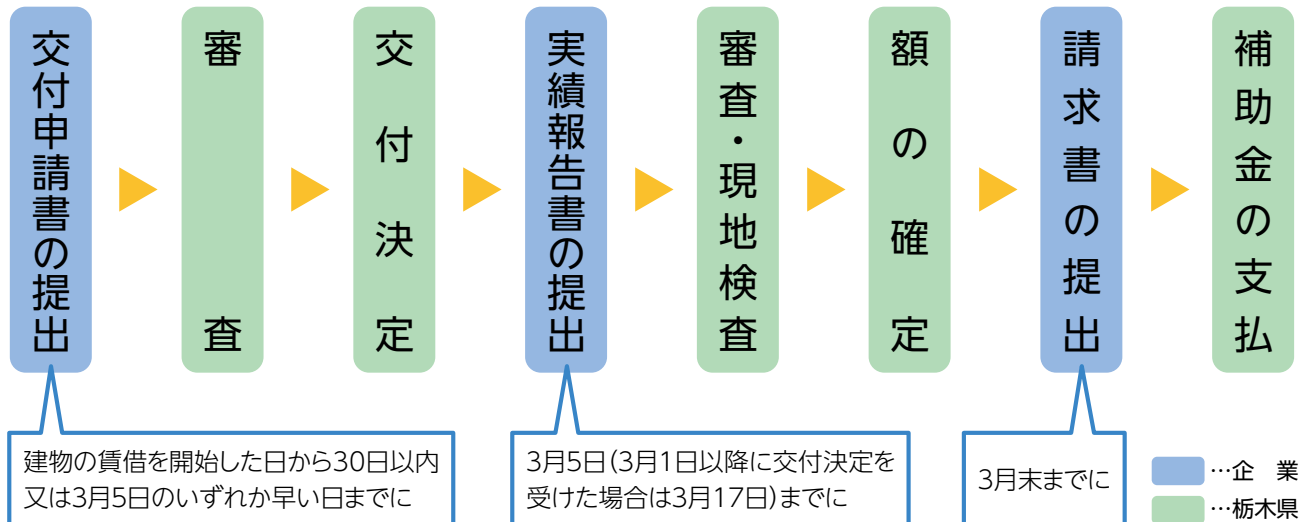 交付申請書の提出
審査
交付決定
実績報告書の提出
審査・現地検査
額の確定
請求書の提出
補助金の支払
建物の賃借を開始した日から30日以内
又は3月5日のいずれか早い日までに
3月5日(3月1日以降に交付決定を
受けた場合は3月17日)までに
3月末までに
…企　業
…栃木県